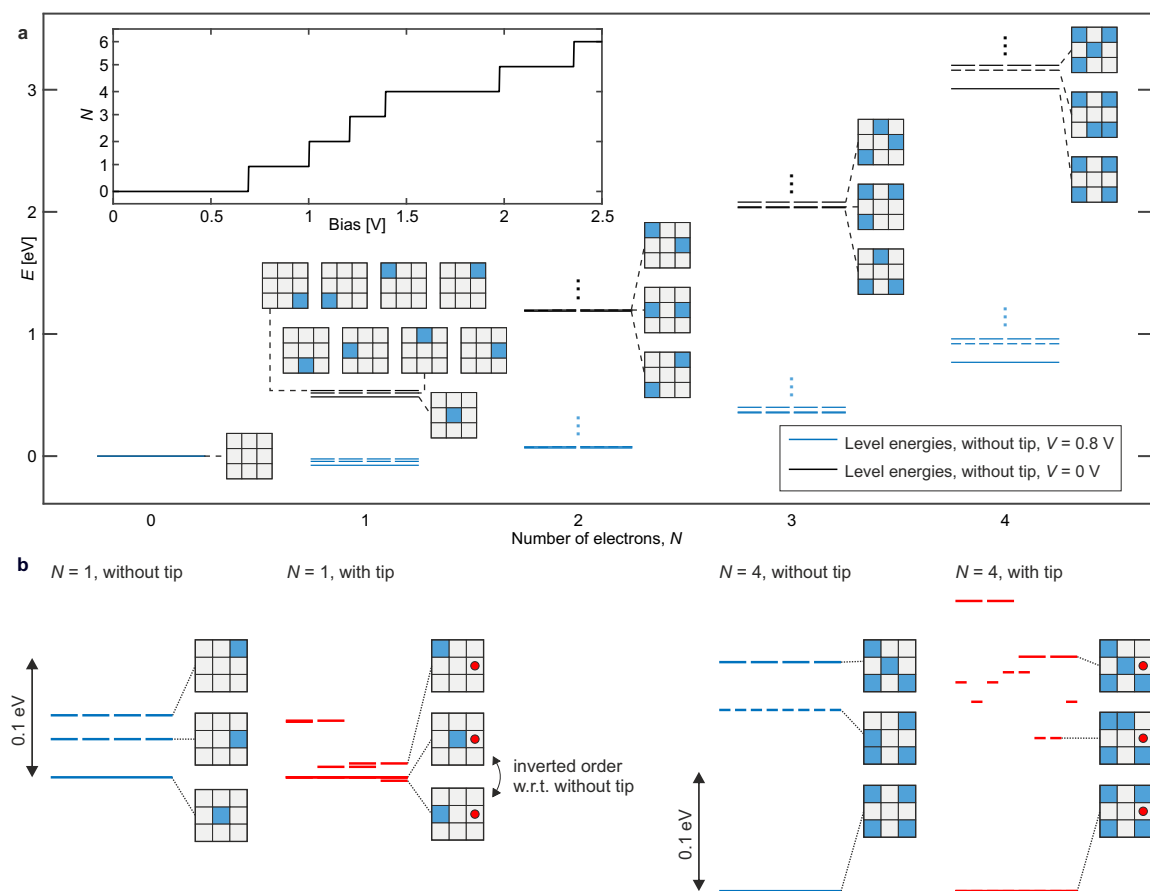 a
6
5
4
3
2
1
0
N
0
0.5
1
1.5
2
2.5
Bias [V]
3
2
1
0
E [eV]
Level energies, without tip, V = 0.8 V
Level energies, without tip, V = 0 V
0
1
2
3
4
Number of electrons, N
b
N = 1, without tip
N = 1, with tip
N = 4, without tip
N = 4, with tip
0.1 eV
inverted order
w.r.t. without tip
0.1 eV